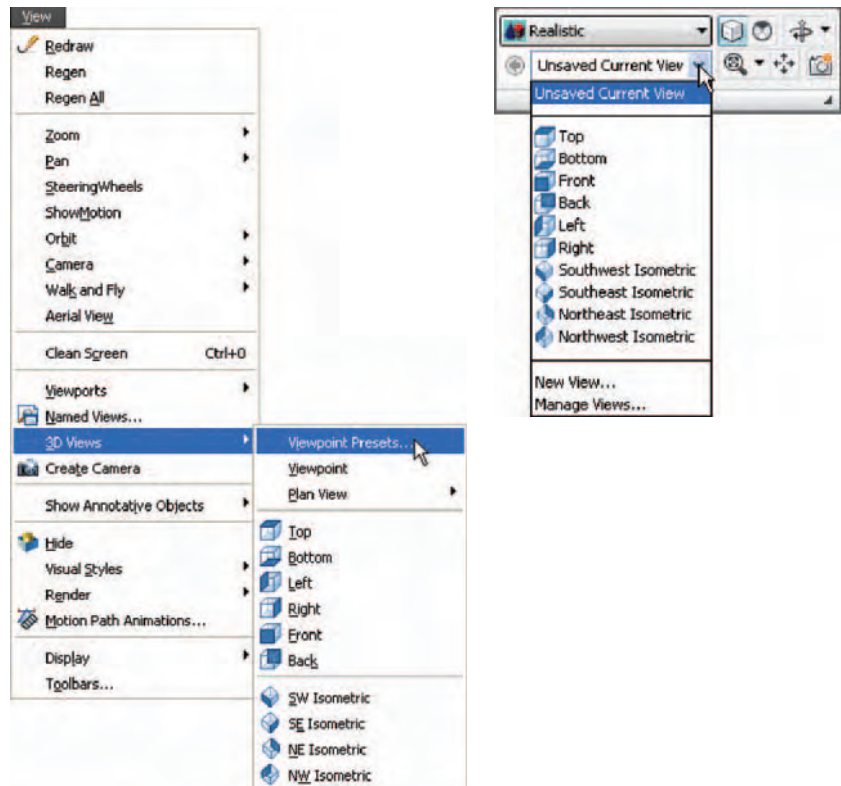 View
Redraw
Regen
Regen All
Zoom
Pan
SteeringWheels
ShowMotion
Orbit
Camera
Walk and Fly
Aerial View
Clean Screen Ctrl+0
Viewports
Named Views...
3D Views
Create Camera
Show Annotative Objects
Hide
Visual Styles
Render
Motion Path Animations...
Display
Toolbars...
Viewpoint Presets...
Viewpoint
Plan View
Top
Bottom
Left
Right
Front
Back
SW Isometric
SE Isometric
NE Isometric
NW Isometric
Realistic
Unsaved Current View
Unsaved Current View
Top
Bottom
Front
Back
Left
Right
Southwest Isometric
Southeast Isometric
Northeast Isometric
Northwest Isometric
New View...
Manage Views...